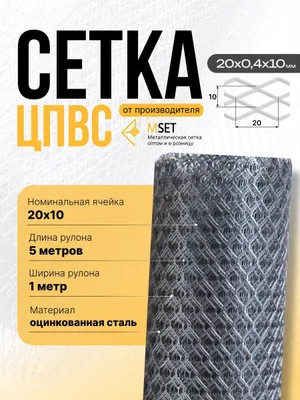 СЕТКА
20х0,4х10мм
ЦПВС
от производителя
MSET
Металлическая сетка
оптом и в розницу
10
20
Номинальная ячейка
20х10
Длина рулона
5 метров
Ширина рулона
1 метр
Материал
оцинкованная сталь